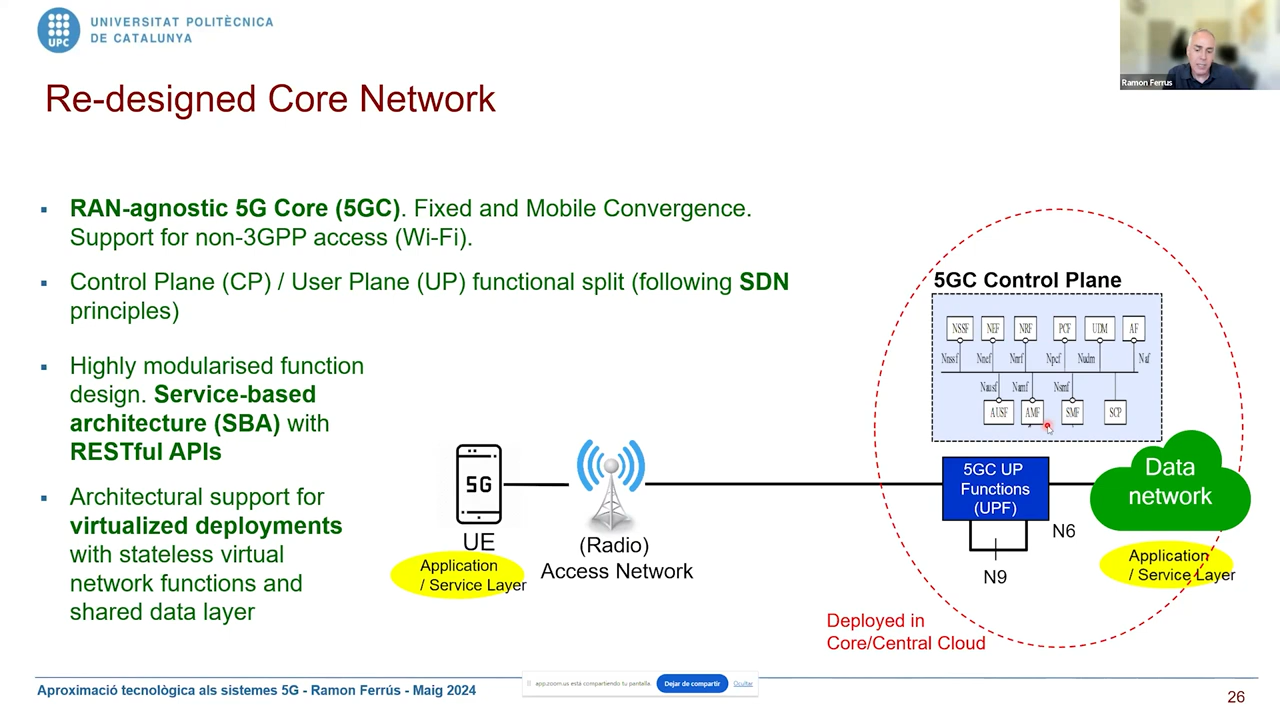 UNIVERSITAT POLITÈCNICA
DE CATALUNYA
UPC
Ramon Ferrus
Re-designed Core Network
RAN-agnostic 5G Core (5GC). Fixed and Mobile Convergence.
Support for non-3GPP access (Wi-Fi).
Control Plane (CP) / User Plane (UP) functional split (following SDN
principles)
Highly modularised function
design. Service-based
architecture (SBA) with
RESTful APIs
Architectural support for
virtualized deployments
with stateless virtual
network functions and
shared data layer
5G
UE
Application
/ Service Layer
(Radio)
Access Network
5GC Control Plane
NSSF NEF NRF PCF UDM AF
Nnssf Nnef Nnrf Npcf Nudm Naf
Nausf Namf Nsmf
AUSF AMF SMF SCP
5GC UP
Functions
(UPF)
N6
N9
Data
network
Application
/ Service Layer
Deployed in
Core/Central Cloud
Aproximació tecnològica als sistemes 5G - Ramon Ferrús - Maig 2024
app.zoom.us está compartiendo tu pantalla.
Dejar de compartir
Ocultar
26